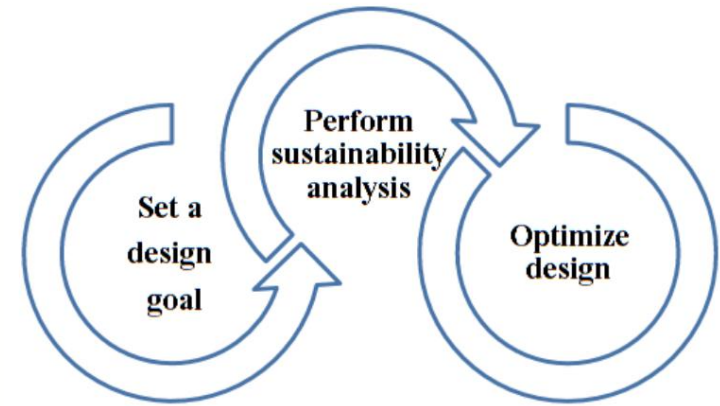 Set a
design
goal
Perform
sustainability
analysis
Optimize
design